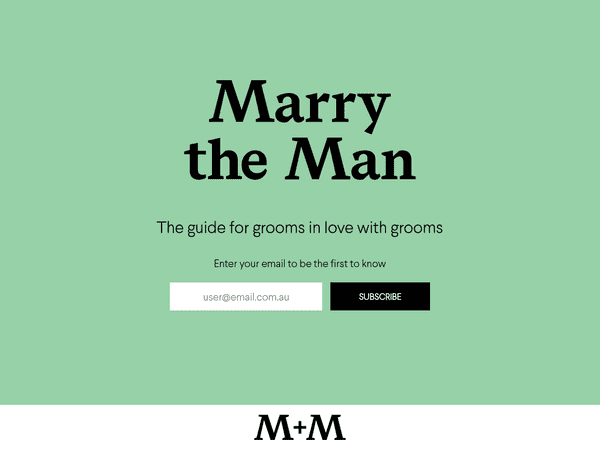 Marry
the Man
The guide for grooms in love with grooms
Enter your email to be the first to know
user@email.com.au
SUBSCRIBE
M+M